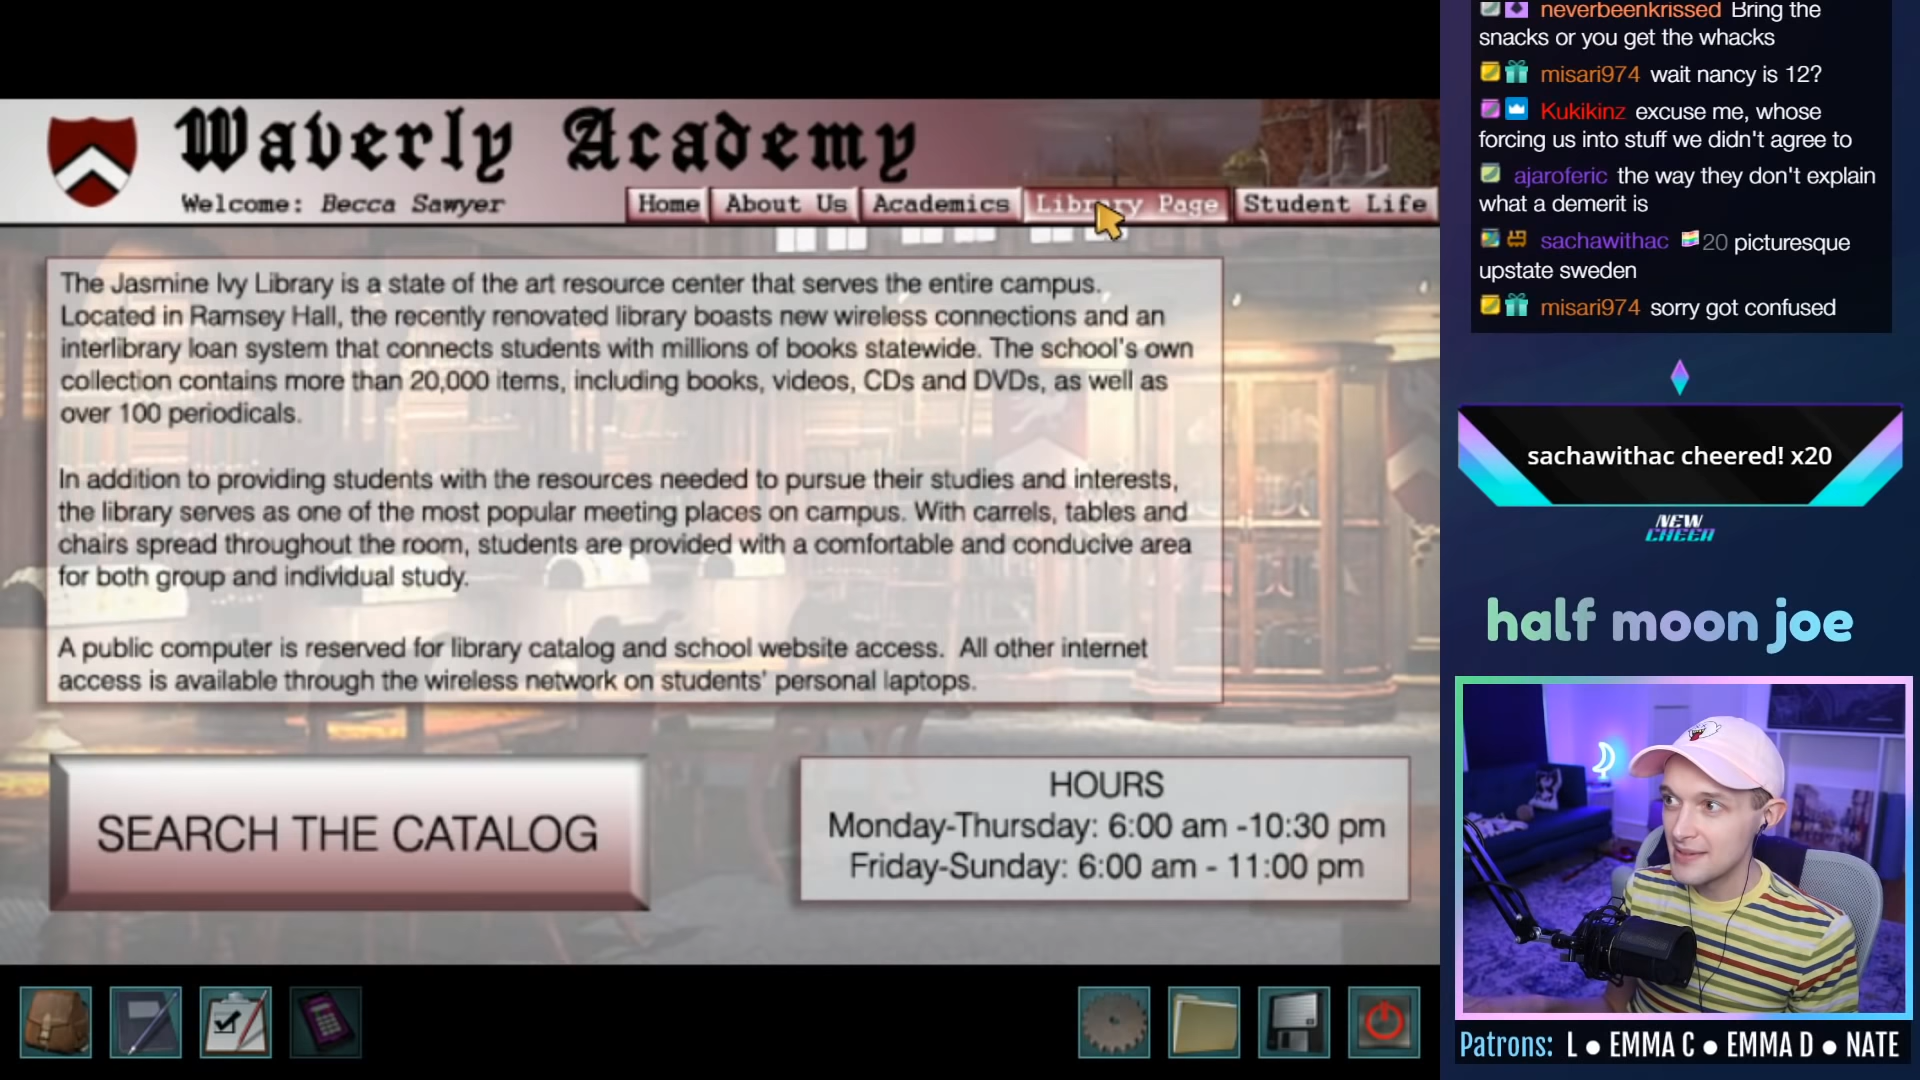 Waverly Academy
Welcome: Becca Sawyer
Home
About Us
Academics
Library Page
Student Life
The Jasmine Ivy Library is a state of the art resource center that serves the entire campus.
Located in Ramsey Hall, the recently renovated library boasts new wireless connections and an
interlibrary loan system that connects students with millions of books statewide. The school's own
collection contains more than 20,000 items, including books, videos, CDs and DVDs, as well as
over 100 periodicals.
In addition to providing students with the resources needed to pursue their studies and interests,
the library serves as one of the most popular meeting places on campus. With carrels, tables and
chairs spread throughout the room, students are provided with a comfortable and conducive area
for both group and individual study.
A public computer is reserved for library catalog and school website access. All other internet
access is available through the wireless network on students' personal laptops.
SEARCH THE CATALOG
HOURS
Monday-Thursday: 6:00 am -10:30 pm
Friday-Sunday: 6:00 am - 11:00 pm
neverbeenkrissed Bring the
snacks or you get the whacks
misari974 wait nancy is 12?
Kukikinz excuse me, whose
forcing us into stuff we didn't agree to
ajaroferic the way they don't explain
what a demerit is
sachawithac 20 picturesque
upstate sweden
misari974 sorry got confused
sachawithac cheered! x20
NEW
CHEER
half moon joe
Patrons: L ● EMMA C ● EMMA D ● NATE